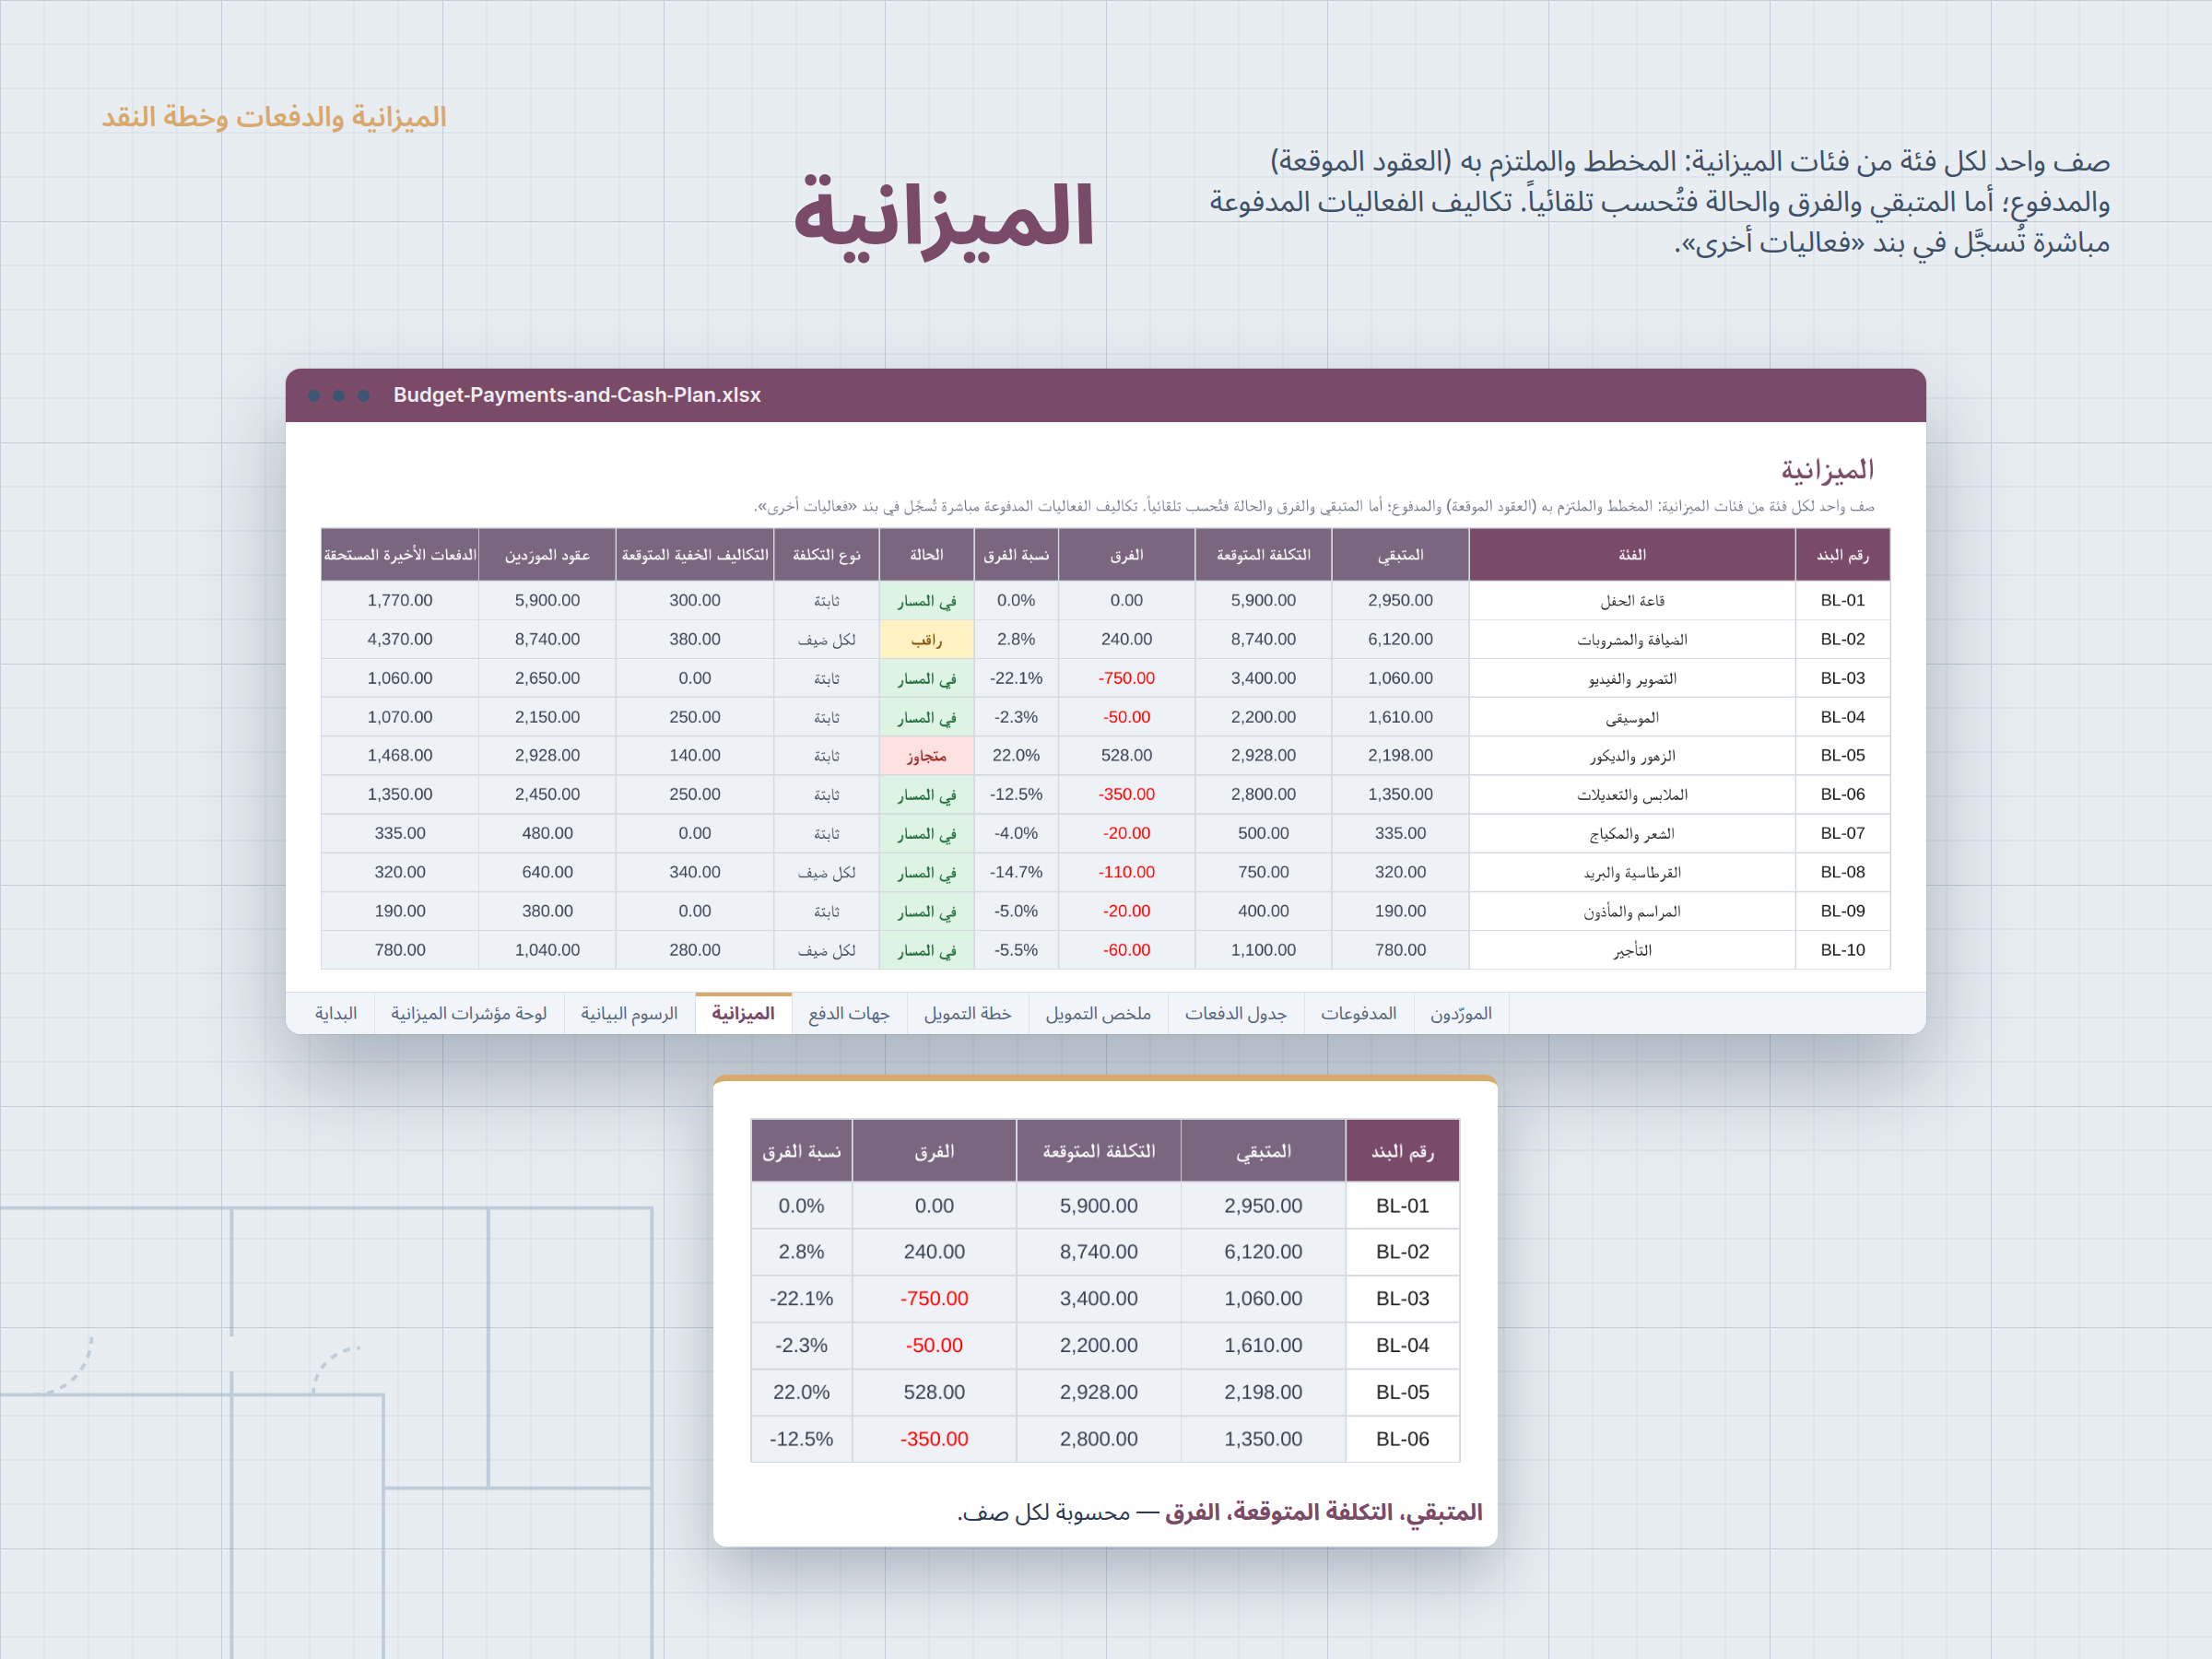 الميزانية والدفعات وخطة النقد
الميزانية
صف واحد لكل فئة من فئات الميزانية: المخطط والملتزم به (العقود الموقعة)
والمدفوع؛ أما المتبقي والفرق والحالة فتُحسب تلقائياً. تكاليف الفعاليات المدفوعة
مباشرة تُسجَّل في بند «فعاليات أخرى».
Budget-Payments-and-Cash-Plan.xlsx
الميزانية
صف واحد لكل فئة من فئات الميزانية: المخطط والملتزم به (العقود الموقعة) والمدفوع؛ أما المتبقي والفرق والحالة فتُحسب تلقائياً. تكاليف الفعاليات المدفوعة مباشرة تُسجَّل في بند «فعاليات أخرى».
رقم البند الفئة المتبقي التكلفة المتوقعة الفرق نسبة الفرق الحالة نوع التكلفة التكاليف الخفية المتوقعة عقود المورّدين الدفعات الأخيرة المستحقة
BL-01 قاعة الحفل 2,950.00 5,900.00 0.00 0.0% في المسار ثابتة 300.00 5,900.00 1,770.00
BL-02 الضيافة والمشروبات 6,120.00 8,740.00 240.00 2.8% راقب لكل ضيف 380.00 8,740.00 4,370.00
BL-03 التصوير والفيديو 1,060.00 3,400.00 -750.00 -22.1% في المسار ثابتة 0.00 2,650.00 1,060.00
BL-04 الموسيقى 1,610.00 2,200.00 -50.00 -2.3% في المسار ثابتة 250.00 2,150.00 1,070.00
BL-05 الزهور والديكور 2,198.00 2,928.00 528.00 22.0% متجاوز ثابتة 140.00 2,928.00 1,468.00
BL-06 الملابس والتعديلات 1,350.00 2,800.00 -350.00 -12.5% في المسار ثابتة 250.00 2,450.00 1,350.00
BL-07 الشعر والمكياج 335.00 500.00 -20.00 -4.0% في المسار ثابتة 0.00 480.00 335.00
BL-08 القرطاسية والبريد 320.00 750.00 -110.00 -14.7% في المسار لكل ضيف 340.00 640.00 320.00
BL-09 المراسم والمأذون 190.00 400.00 -20.00 -5.0% في المسار ثابتة 0.00 380.00 190.00
BL-10 التأجير 780.00 1,100.00 -60.00 -5.5% في المسار لكل ضيف 280.00 1,040.00 780.00
البداية لوحة مؤشرات الميزانية الرسوم البيانية الميزانية جهات الدفع خطة التمويل ملخص التمويل جدول الدفعات المدفوعات المورّدون
رقم البند المتبقي التكلفة المتوقعة الفرق نسبة الفرق
BL-01 2,950.00 5,900.00 0.00 0.0%
BL-02 6,120.00 8,740.00 240.00 2.8%
BL-03 1,060.00 3,400.00 -750.00 -22.1%
BL-04 1,610.00 2,200.00 -50.00 -2.3%
BL-05 2,198.00 2,928.00 528.00 22.0%
BL-06 1,350.00 2,800.00 -350.00 -12.5%
المتبقي، التكلفة المتوقعة، الفرق — محسوبة لكل صف.